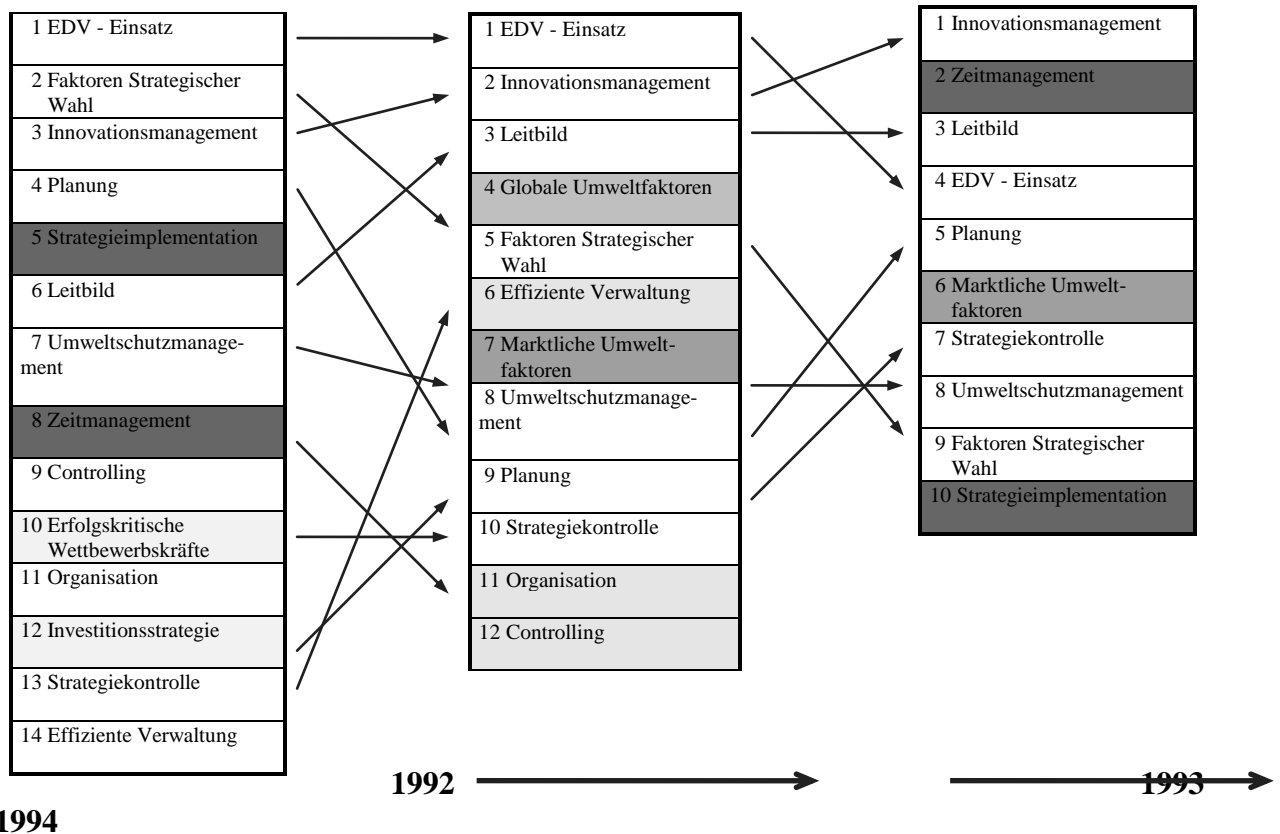 1 EDV - Einsatz
2 Faktoren Strategischer
Wahl
3 Innovationsmanagement
4 Planung
5 Strategieimplementation
6 Leitbild
7 Umweltschutzmanage-
ment
8 Zeitmanagement
9 Controlling
10 Erfolgskritische
Wettbewerbskräfte
11 Organisation
12 Investitionsstrategie
13 Strategiekontrolle
14 Effiziente Verwaltung
1 EDV - Einsatz
2 Innovationsmanagement
3 Leitbild
4 Globale Umweltfaktoren
5 Faktoren Strategischer
Wahl
6 Effiziente Verwaltung
7 Marktliche Umwelt-
faktoren
8 Umweltschutzmanage-
ment
9 Planung
10 Strategiekontrolle
11 Organisation
12 Controlling
1 Innovationsmanagement
2 Zeitmanagement
3 Leitbild
4 EDV - Einsatz
5 Planung
6 Marktliche Umwelt-
faktoren
7 Strategiekontrolle
8 Umweltschutzmanagement
9 Faktoren Strategischer
Wahl
10 Strategieimplementation
1992
1993
1994